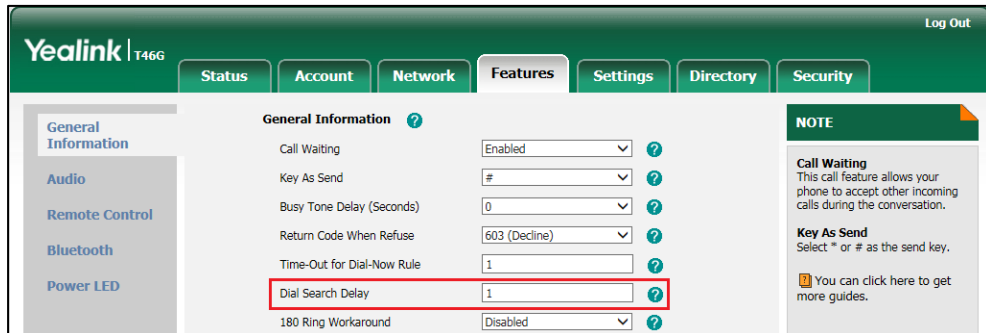 Log Out
Yealink | T46G
Status Account Network Features Settings Directory Security
General Information
Audio
Remote Control
Bluetooth
Power LED
General Information ?
Call Waiting Enabled ?
Key As Send # ?
Busy Tone Delay (Seconds) 0 ?
Return Code When Refuse 603 (Decline) ?
Time-Out for Dial-Now Rule 1 ?
Dial Search Delay 1 ?
180 Ring Workaround Disabled ?
NOTE
Call Waiting
This call feature allows your
phone to accept other incoming
calls during the conversation.
Key As Send
Select * or # as the send key.
? You can click here to get
more guides.